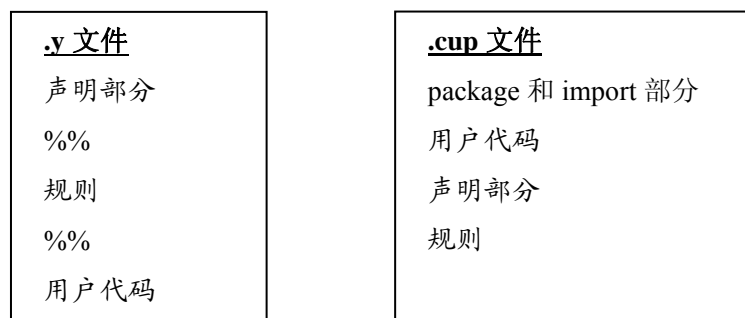 .y 文件
声明部分
%%
规则
%%
用户代码
.cup 文件
package 和 import 部分
用户代码
声明部分
规则